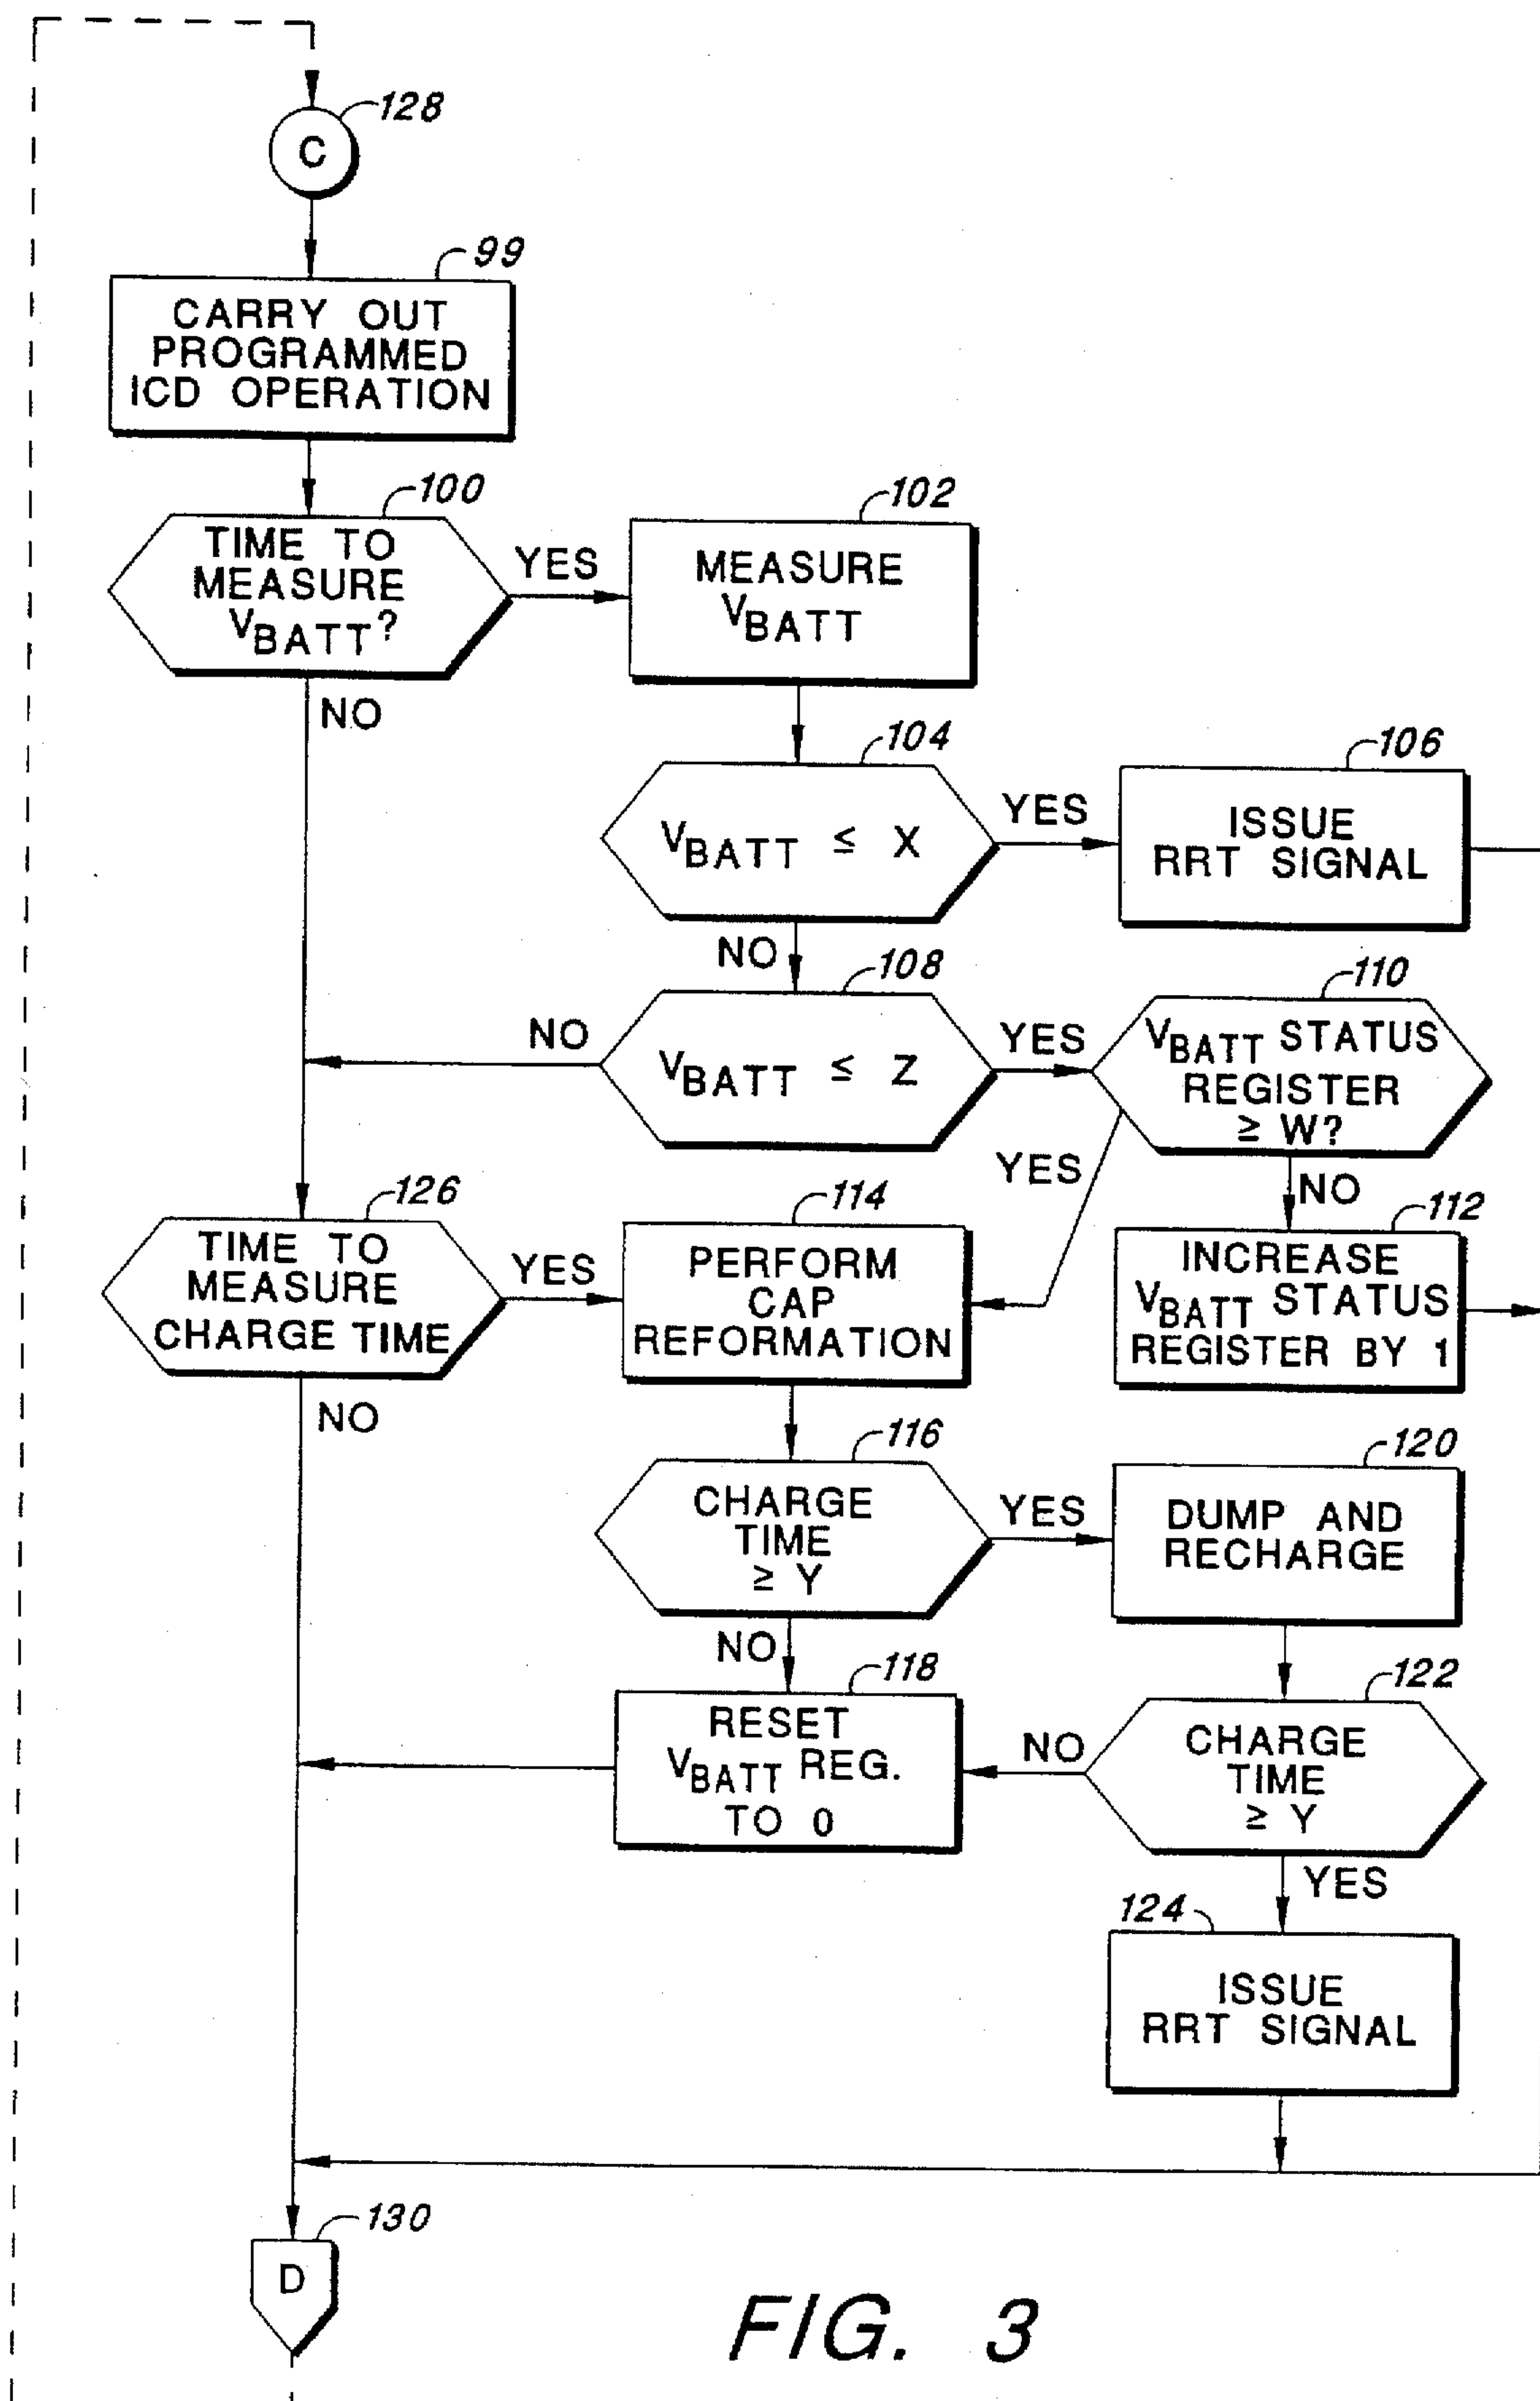 128
C
99
CARRY OUT
PROGRAMMED
ICD OPERATION
100
TIME TO
MEASURE
VBATT?
YES
NO
102
MEASURE
VBATT
104
VBATT ≤ X
YES
NO
106
ISSUE
RRT SIGNAL
108
VBATT ≤ Z
NO
YES
110
VBATT STATUS
REGISTER
≥ W?
YES
NO
112
INCREASE
VBATT STATUS
REGISTER BY 1
126
TIME TO
MEASURE
CHARGE TIME
YES
NO
114
PERFORM
CAP
REFORMATION
116
CHARGE
TIME
≥ Y
YES
NO
120
DUMP AND
RECHARGE
118
RESET
VBATT REG.
TO 0
122
CHARGE
TIME
≥ Y
NO
YES
124
ISSUE
RRT SIGNAL
130
D
FIG. 3